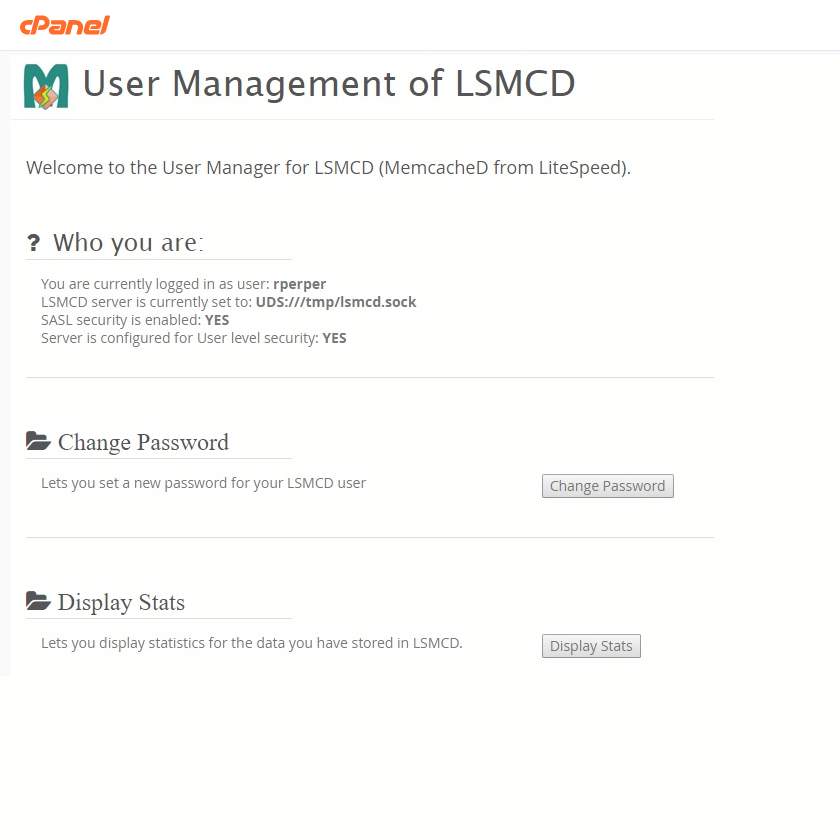 cPanel
User Management of LSMCD
Welcome to the User Manager for LSMCD (MemcacheD from LiteSpeed).
? Who you are:
You are currently logged in as user: rperper
LSMCD server is currently set to: UDS:///tmp/lsmcd.sock
SASL security is enabled: YES
Server is configured for User level security: YES
Change Password
Lets you set a new password for your LSMCD user
Change Password
Display Stats
Lets you display statistics for the data you have stored in LSMCD.
Display Stats